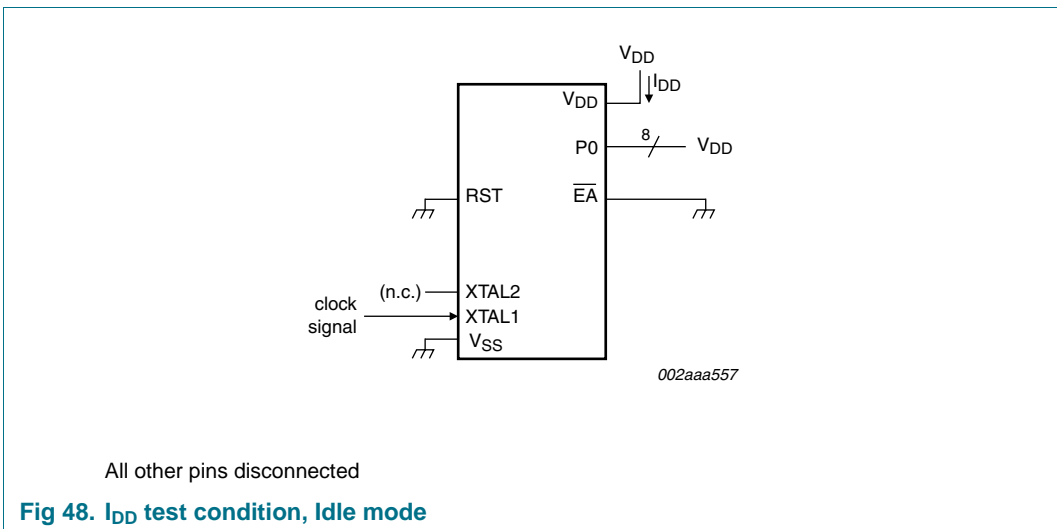 VDD
IDD
VDD
8
P0
VDD
RST
EA
(n.c.)
XTAL2
clock
signal
XTAL1
VSS
002aaa557
All other pins disconnected
Fig 48. IDD test condition, Idle mode